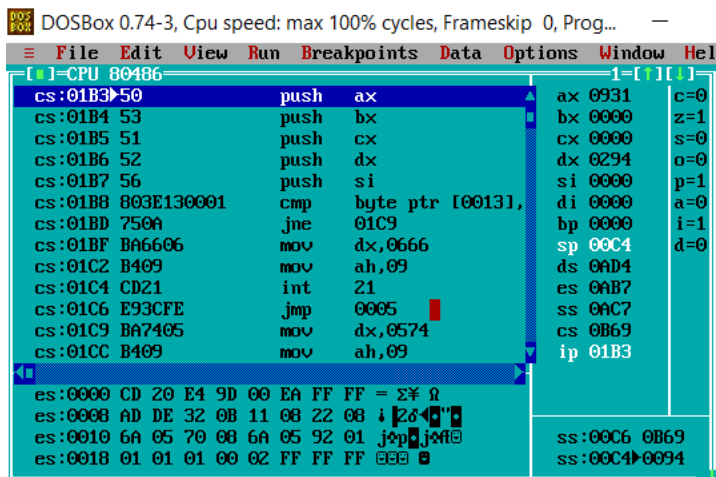 DOSBox 0.74-3, Cpu speed: max 100% cycles, Frameskip 0, Prog...
≡ File Edit View Run Breakpoints Data Options Window Hel
[■]=CPU 80486 1=[↑][↓]
cs:01B3►50 push ax ax 0931 c=0
cs:01B4 53 push bx bx 0000 z=1
cs:01B5 51 push cx cx 0000 s=0
cs:01B6 52 push dx dx 0294 o=0
cs:01B7 56 push si si 0000 p=1
cs:01B8 803E130001 cmp byte ptr [0013], di 0000 a=0
cs:01BD 750A jne 01C9 bp 0000 i=1
cs:01BF BA6606 mov dx,0666 sp 00C4 d=0
cs:01C2 B409 mov ah,09 ds 0AD4
cs:01C4 CD21 int 21 es 0AB7
cs:01C6 E93CFE jmp 0005 ss 0AC7
cs:01C9 BA7405 mov dx,0574 cs 0B69
cs:01CC B409 mov ah,09 ip 01B3
es:0000 CD 20 E4 9D 00 EA FF FF = Σ¥ Ω
es:0008 AD DE 32 0B 11 08 22 08 ¡ 2♂◄◘"◘
es:0010 6A 05 70 08 6A 05 92 01 j♣p◘j♣Æ☺ ss:00C6 0B69
es:0018 01 01 01 00 02 FF FF FF ☺☺☺ ☻ ss:00C4►0094